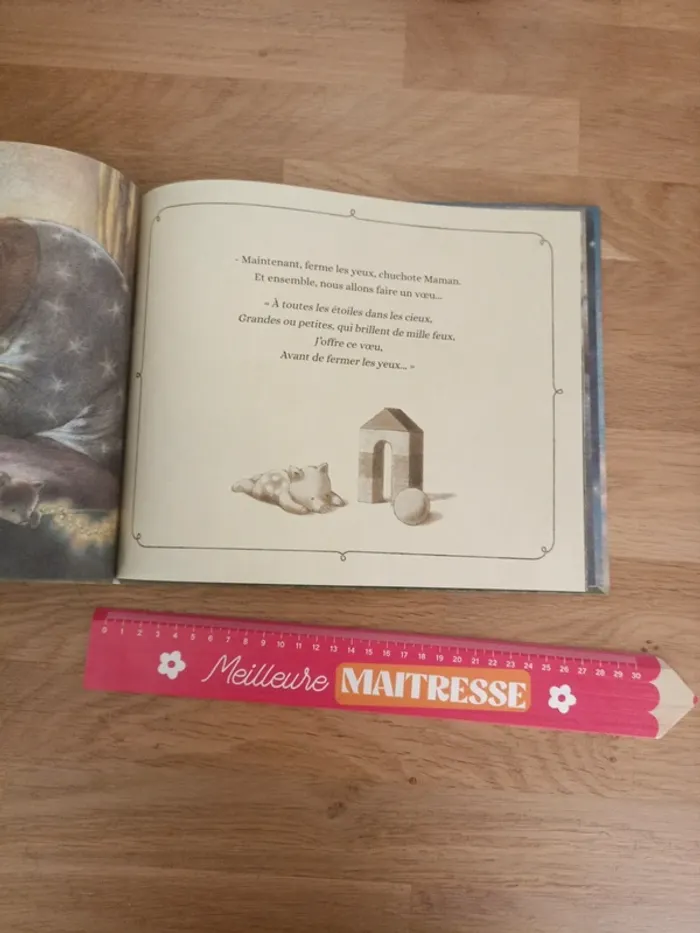 - Maintenant, ferme les yeux, chuchote Maman.
Et ensemble, nous allons faire un vœu...
« À toutes les étoiles dans les cieux,
Grandes ou petites, qui brillent de mille feux,
J'offre ce vœu,
Avant de fermer les yeux... »
0 1 2 3 4 5 6 7 8 9 10 11 12 13 14 15 16 17 18 19 20 21 22 23 24 25 26 27 28 29 30
Meilleure MAITRESSE